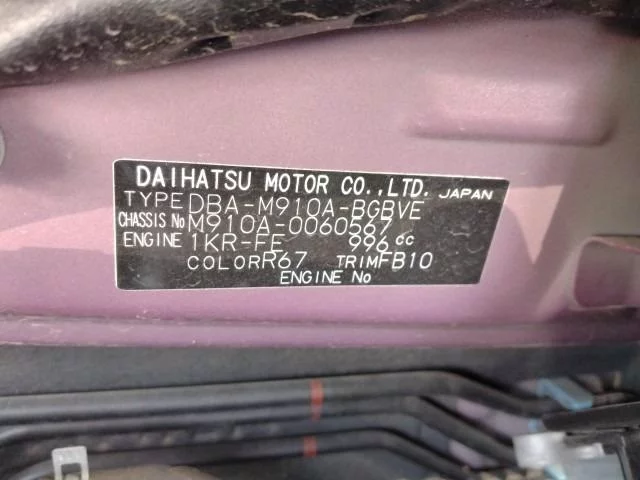 DAIHATSU MOTOR CO.,LTD. JAPAN
TYPE DBA-M910A-BGBVE
CHASSIS No M910A-0060567
ENGINE 1KR-FE 996 cc
COLOR R67 TRIM FB10
ENGINE No